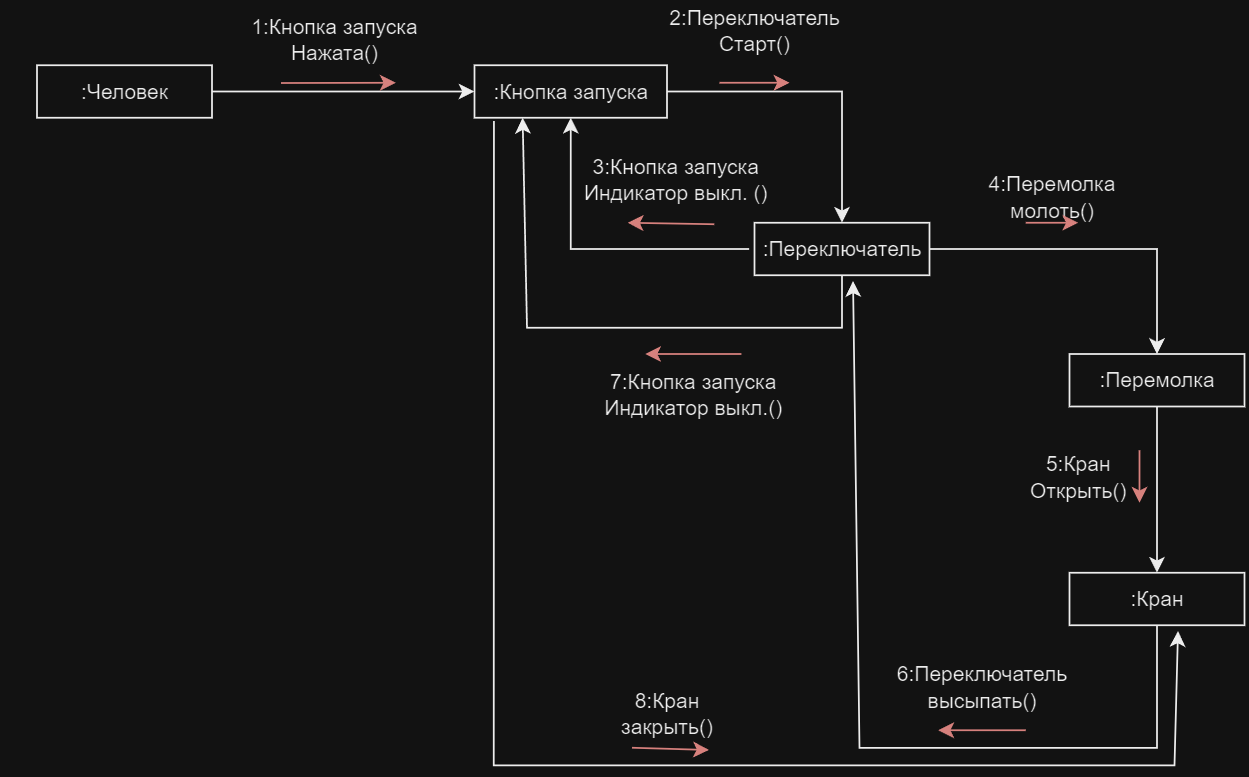 1:Кнопка запуска
Нажата()
2:Переключатель
Старт()
:Человек
:Кнопка запуска
3:Кнопка запуска
Индикатор выкл. ()
4:Перемолка
молоть()
:Переключатель
7:Кнопка запуска
Индикатор выкл.()
:Перемолка
5:Кран
Открыть()
:Кран
6:Переключатель
высыпать()
8:Кран
закрыть()